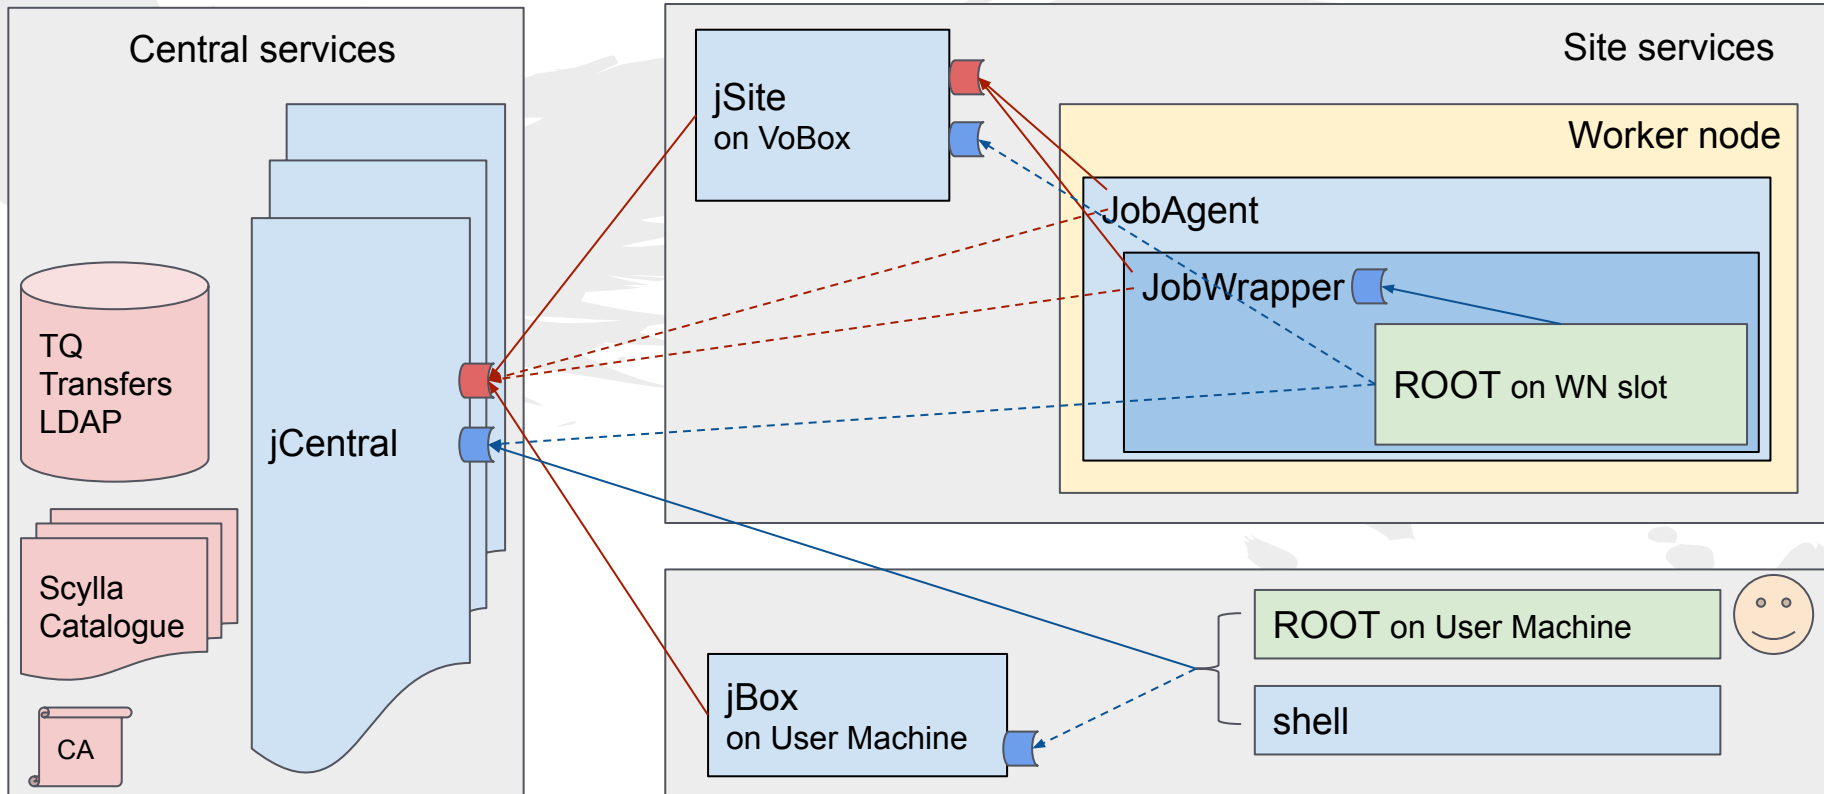 Central services
TQ
Transfers
LDAP
Scylla
Catalogue
CA
jCentral
Site services
jSite
on VoBox
Worker node
JobAgent
JobWrapper
ROOT on WN slot
jBox
on User Machine
ROOT on User Machine
shell